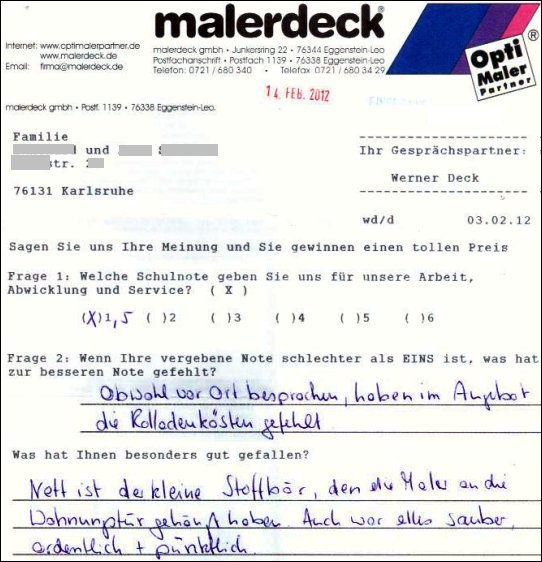 malerdeck®
Internet: www.optimalerpartner.de
www.malerdeck.de
Email: firma@malerdeck.de
malerdeck gmbh • Junkersring 22 • 76344 Eggenstein-Leo
Postfachanschrift • Postfach 1139 • 76338 Eggenstein-Leo.
Telefon: 0721 / 680 340 • Telefax 0721 / 680 34 29
Opti
Maler
Partner
14. FEB. 2012
malerdeck gmbh • Postf. 1139 • 76338 Eggenstein-Leo.
Familie
und
str.
76131 Karlsruhe
Ihr Gesprächspartner:
Werner Deck
wd/d 03.02.12
Sagen Sie uns Ihre Meinung und Sie gewinnen einen tollen Preis
Frage 1: Welche Schulnote geben Sie uns für unsere Arbeit,
Abwicklung und Service? ( X )
(X)1,5 ( )2 ( )3 ( )4 ( )5 ( )6
Frage 2: Wenn Ihre vergebene Note schlechter als EINS ist, was hat
zur besseren Note gefehlt?
Obwohl vor Ort besprochen, haben im Angebot
die Rolladenkästen gefehlt.
Was hat Ihnen besonders gut gefallen?
Nett ist der kleine Stoffbär, den die Maler an die
Wohnungstür gehängt haben. Auch war alles sauber,
ordentlich + pünktlich.